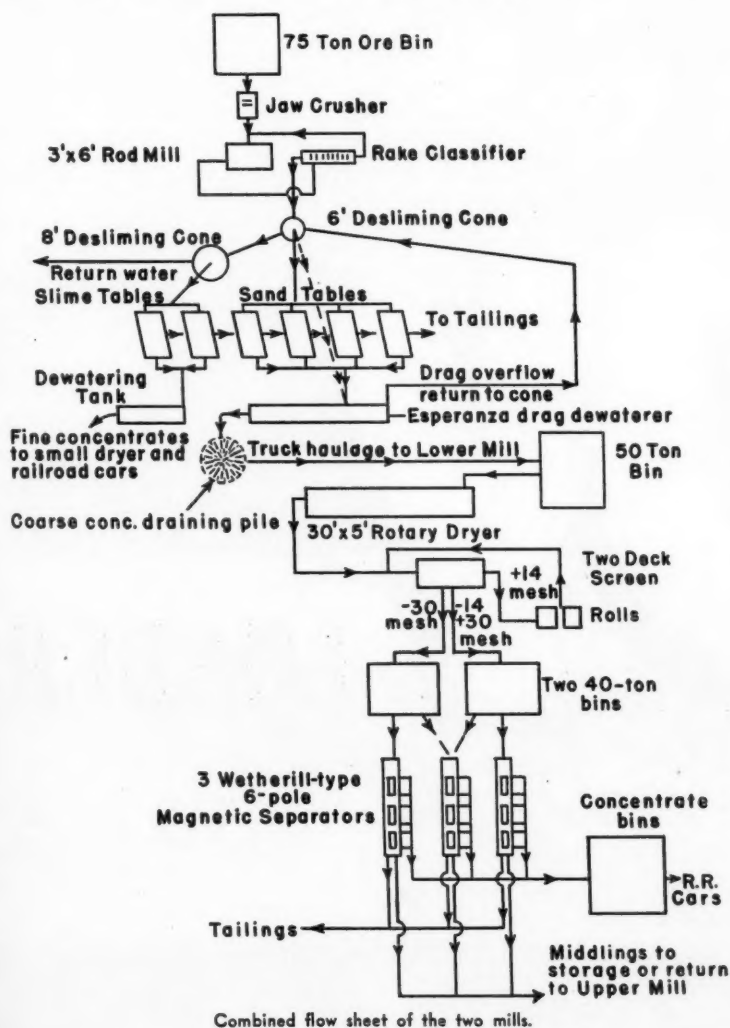 75 Ton Ore Bin
Jaw Crusher
3'x6' Rod Mill
Rake Classifier
6' Desliming Cone
8' Desliming Cone
Return water
Slime Tables
Sand Tables
To Tailings
Dewatering
Tank
Drag overflow
return to cone
Esperanza drag dewaterer
Fine concentrates
to small dryer and
railroad cars
Truck haulage to Lower Mill
50 Ton
Bin
Coarse conc. draining pile
30'x5' Rotary Dryer
Two Deck
Screen
+14
mesh
Rolls
-30
mesh
-14
+30
mesh
Two 40-ton
bins
3 Wetherill-type
6-pole
Magnetic Separators
Concentrate
bins
R.R.
Cars
Tailings
Middlings to
storage or return
to Upper Mill
Combined flow sheet of the two mills.